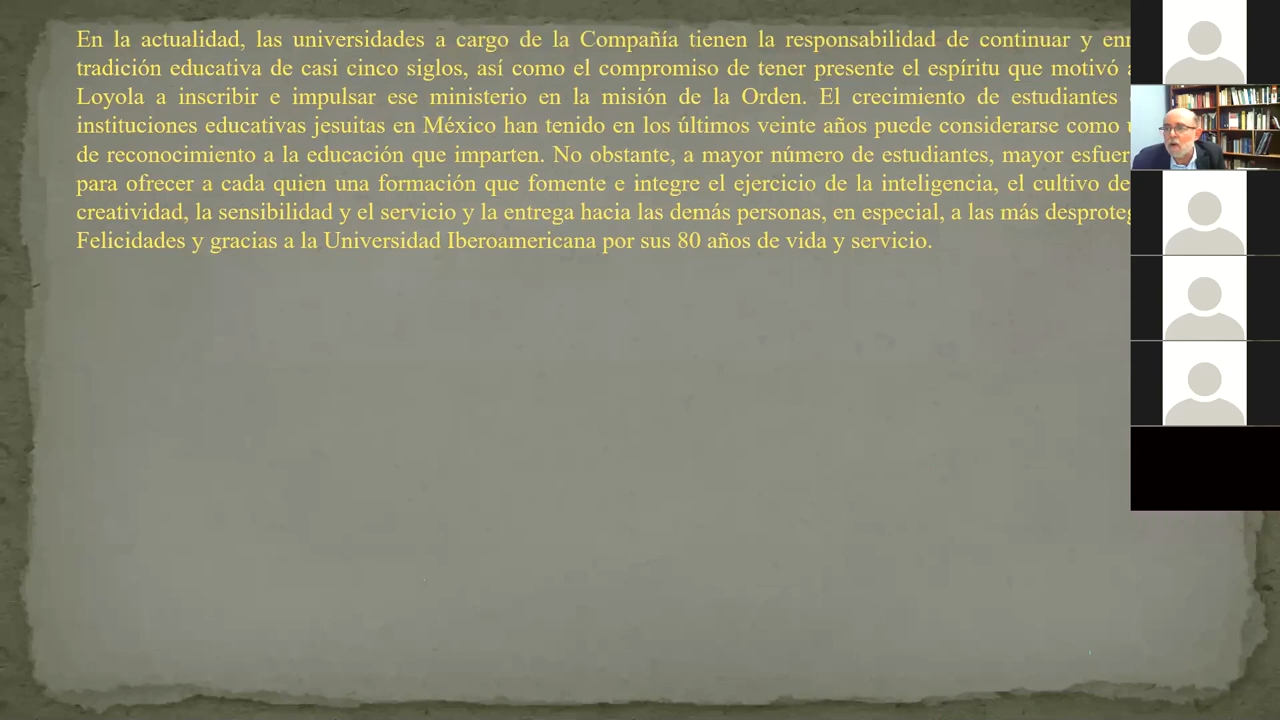 En la actualidad, las universidades a cargo de la Compañía tienen la responsabilidad de continuar y
tradición educativa de casi cinco siglos, así como el compromiso de tener presente el espíritu que motivó
Loyola a inscribir e impulsar ese ministerio en la misión de la Orden. El crecimiento de estudiantes
instituciones educativas jesuitas en México han tenido en los últimos veinte años puede considerarse como
de reconocimiento a la educación que imparten. No obstante, a mayor número de estudiantes, mayor
para ofrecer a cada quien una formación que fomente e integre el ejercicio de la inteligencia, el cultivo de
creatividad, la sensibilidad y el servicio y la entrega hacia las demás personas, en especial, a las más
Felicidades y gracias a la Universidad Iberoamericana por sus 80 años de vida y servicio.